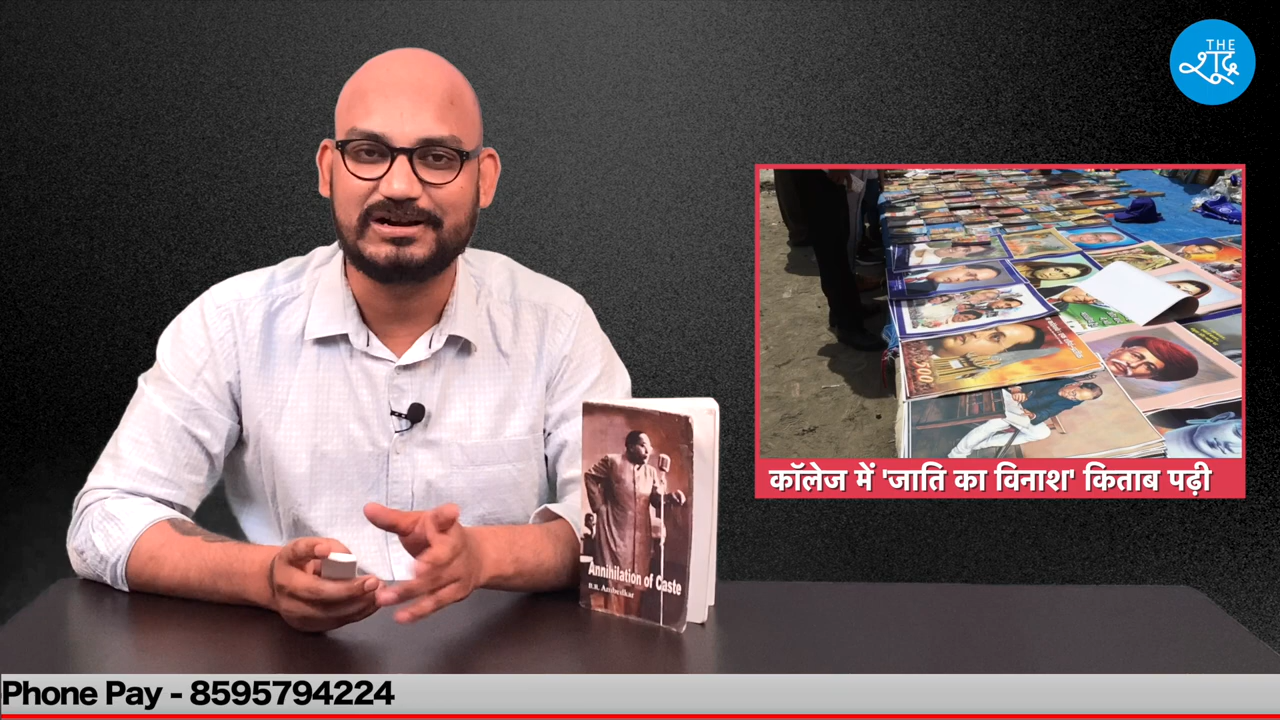 THE
शूद्र
कॉलेज में 'जाति का विनाश' किताब पढ़ी
Annihilation of Caste
B.R. Ambedkar
Phone Pay - 8595794224